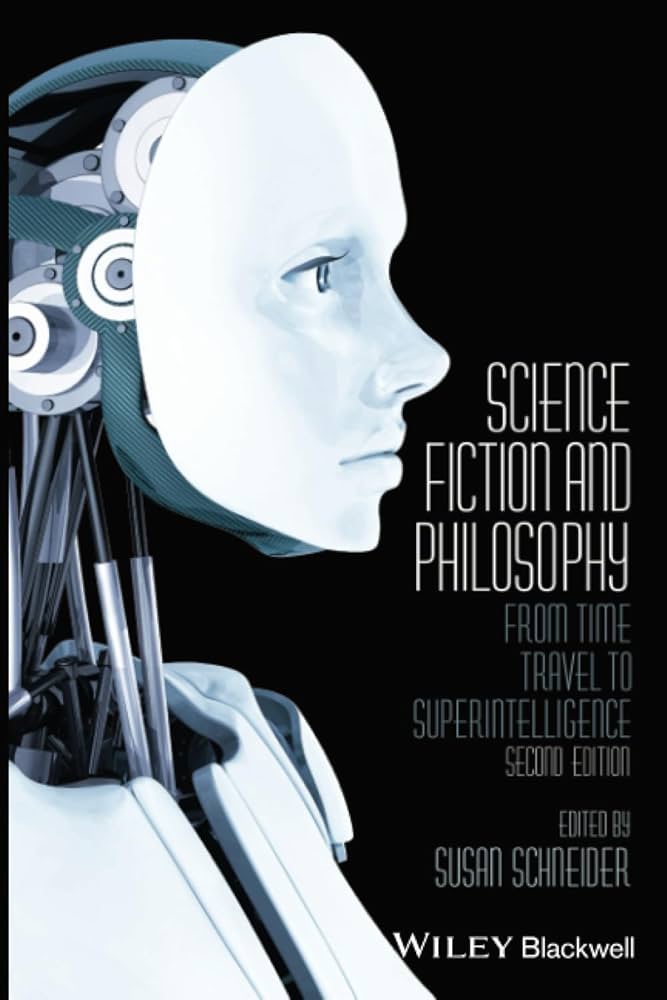 SCIENCE
FICTION AND
PHILOSOPHY
FROM TIME
TRAVEL TO
SUPERINTELLIGENCE
SECOND EDITION
EDITED BY
SUSAN SCHNEIDER
WILEY Blackwell